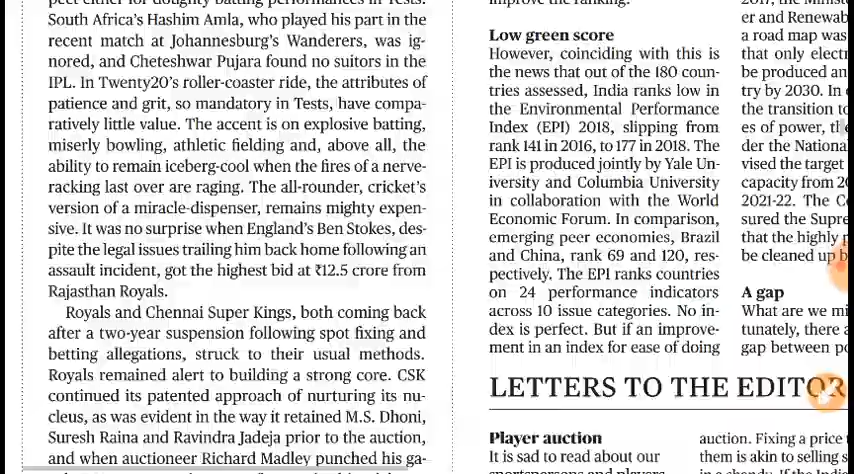 South Africa's Hashim Amla, who played his part in the
recent match at Johannesburg's Wanderers, was ig-
nored, and Cheteshwar Pujara found no suitors in the
IPL. In Twenty20's roller-coaster ride, the attributes of
patience and grit, so mandatory in Tests, have compa-
ratively little value. The accent is on explosive batting,
miserly bowling, athletic fielding and, above all, the
ability to remain iceberg-cool when the fires of a nerve-
racking last over are raging. The all-rounder, cricket's
version of a miracle-dispenser, remains mighty expen-
sive. It was no surprise when England's Ben Stokes, des-
pite the legal issues trailing him back home following an
assault incident, got the highest bid at ₹12.5 crore from
Rajasthan Royals.
Royals and Chennai Super Kings, both coming back
after a two-year suspension following spot fixing and
betting allegations, struck to their usual methods.
Royals remained alert to building a strong core. CSK
continued its patented approach of nurturing its nu-
cleus, as was evident in the way it retained M.S. Dhoni,
Suresh Raina and Ravindra Jadeja prior to the auction,
and when auctioneer Richard Madley punched his ga-
improve the ranking.
Low green score
However, coinciding with this is
the news that out of the 180 coun-
tries assessed, India ranks low in
the Environmental Performance
Index (EPI) 2018, slipping from
rank 141 in 2016, to 177 in 2018. The
EPI is produced jointly by Yale Un-
iversity and Columbia University
in collaboration with the World
Economic Forum. In comparison,
emerging peer economies, Brazil
and China, rank 69 and 120, res-
pectively. The EPI ranks countries
on 24 performance indicators
across 10 issue categories. No in-
dex is perfect. But if an improve-
ment in an index for ease of doing
er and Renewab
a road map was
that only electr
be produced an
try by 2030. In
the transition to
es of power, th
der the Nationa
vised the target
capacity from 20
2021-22. The C
sured the Supre
that the highly
be cleaned up b
A gap
What are we mi
tunately, there
gap between po
LETTERS TO THE EDITOR
Player auction
It is sad to read about our
auction. Fixing a price
them is akin to selling s